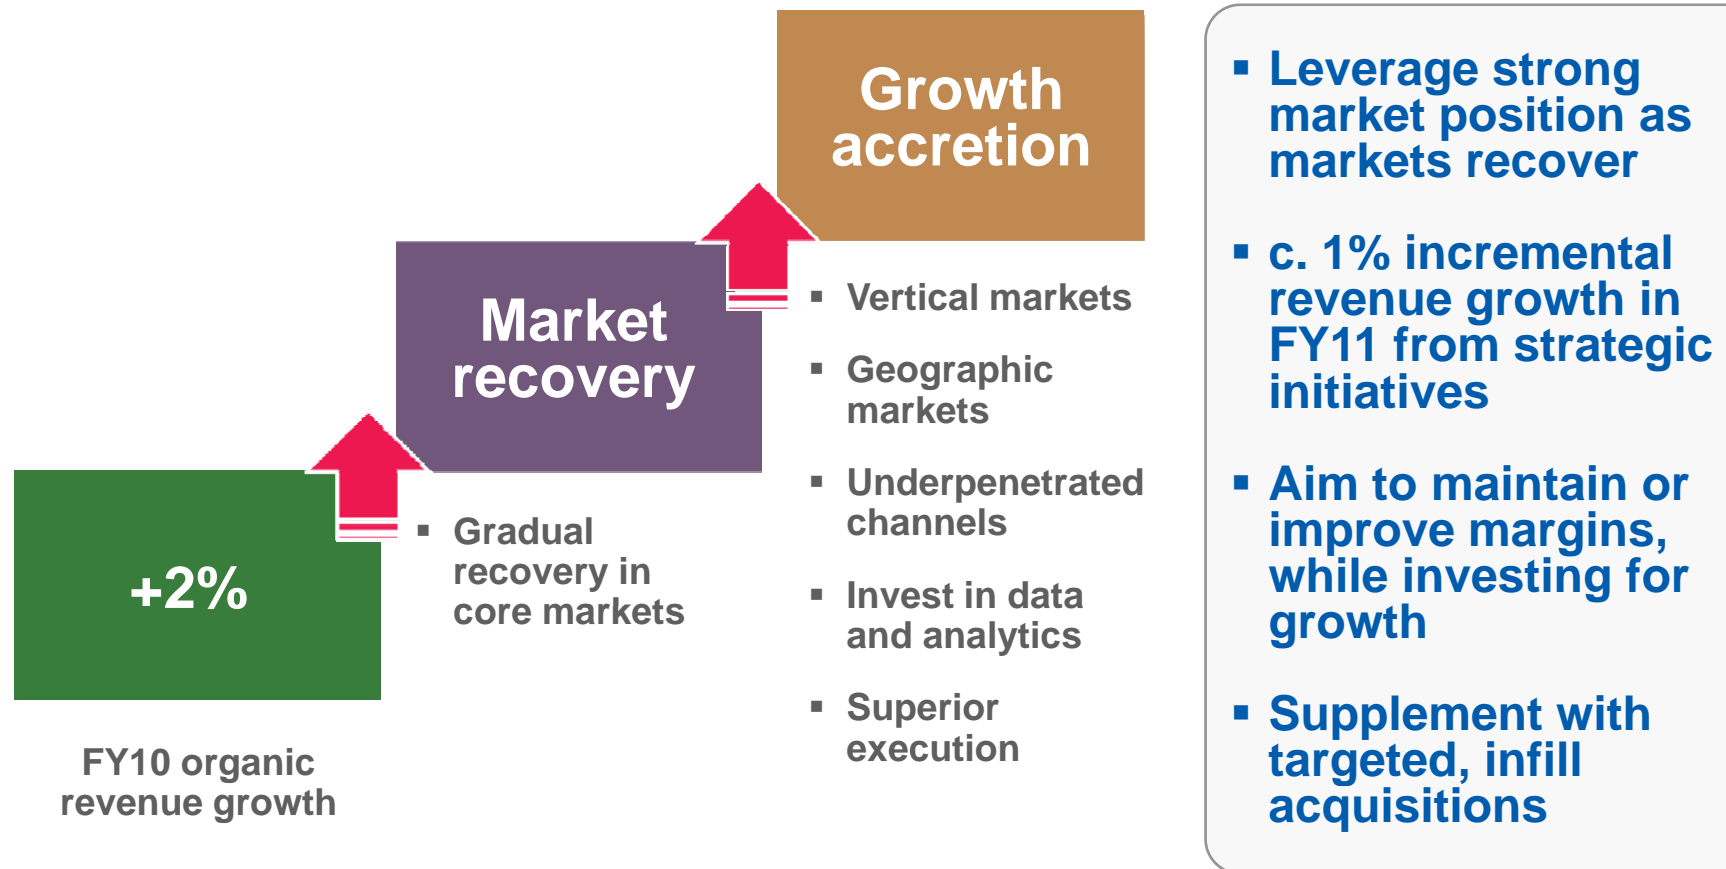 +2%
FY10 organic
revenue growth
Market
recovery
▪ Gradual
recovery in
core markets
Growth
accretion
▪ Vertical markets
▪ Geographic
markets
▪ Underpenetrated
channels
▪ Invest in data
and analytics
▪ Superior
execution
▪ Leverage strong
market position as
markets recover
▪ c. 1% incremental
revenue growth in
FY11 from strategic
initiatives
▪ Aim to maintain or
improve margins,
while investing for
growth
▪ Supplement with
targeted, infill
acquisitions